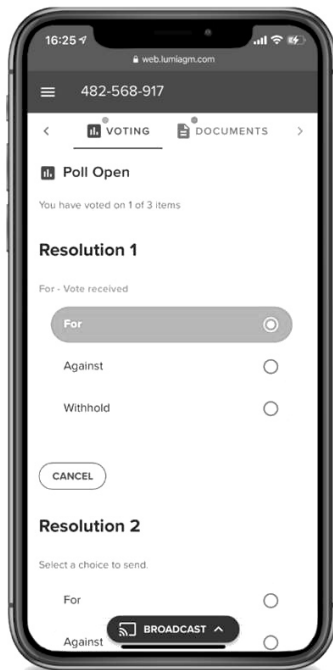 16:25
web.lumiagm.com
482-568-917
VOTING DOCUMENTS
Poll Open
You have voted on 1 of 3 items
Resolution 1
For - Vote received
For
Against
Withhold
CANCEL
Resolution 2
Select a choice to send.
For
BROADCAST
Against